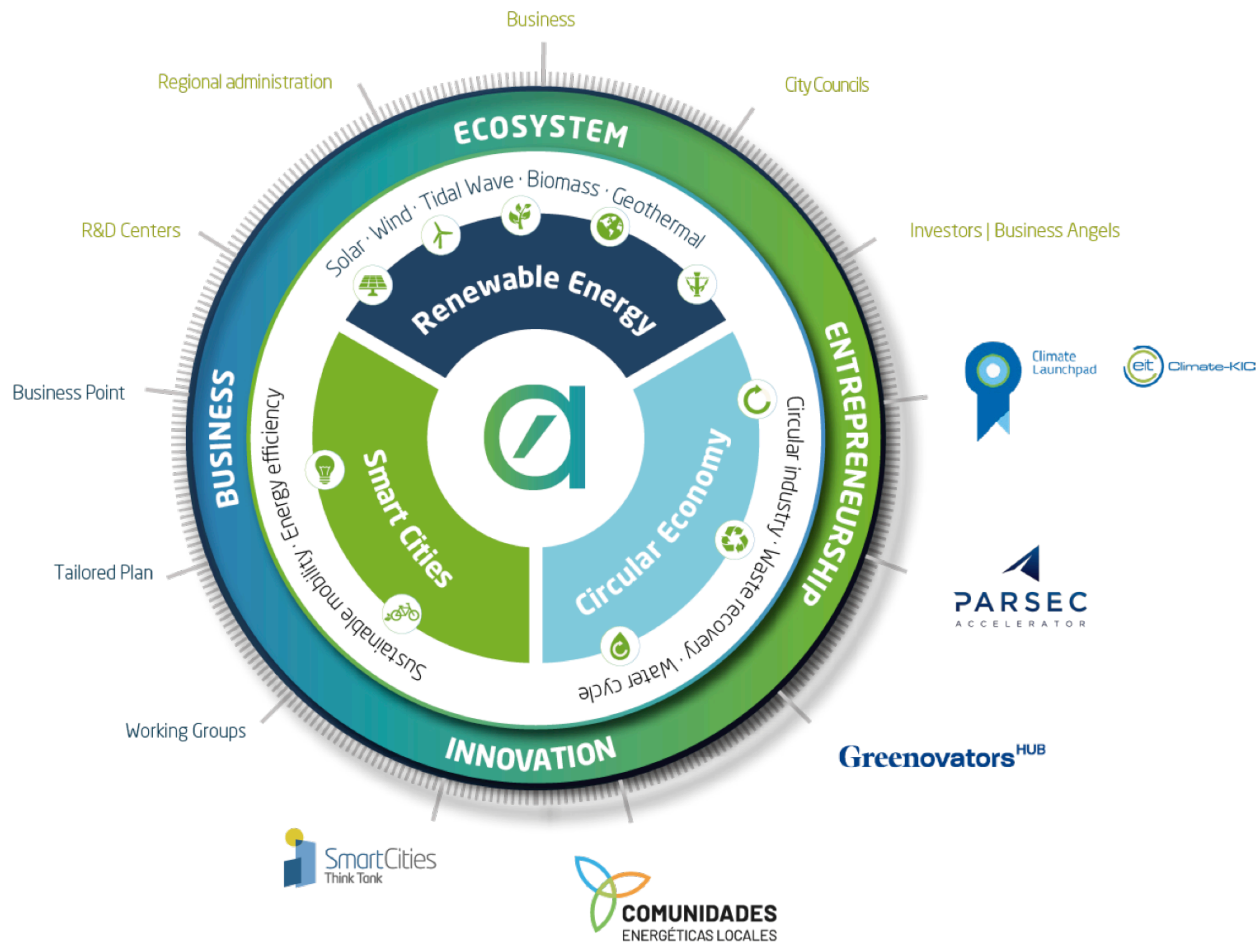 Business
Regional administration
City Councils
ECOSYSTEM
Solar · Wind · Tidal Wave · Biomass · Geothermal
R&D Centers
Investors | Business Angels
Renewable Energy
ENTREPRENEURSHIP
Climate
Launchpad
eit Climate-KIC
Business Point
BUSINESS
Sustainable mobility · Energy efficiency
Smart Cities
a
Circular Economy
Circular industry · Waste recovery · Water cycle
Tailored Plan
PARSEC
ACCELERATOR
Working Groups
INNOVATION
Greenovators HUB
SmartCities
Think Tank
COMUNIDADES
ENERGÉTICAS LOCALES